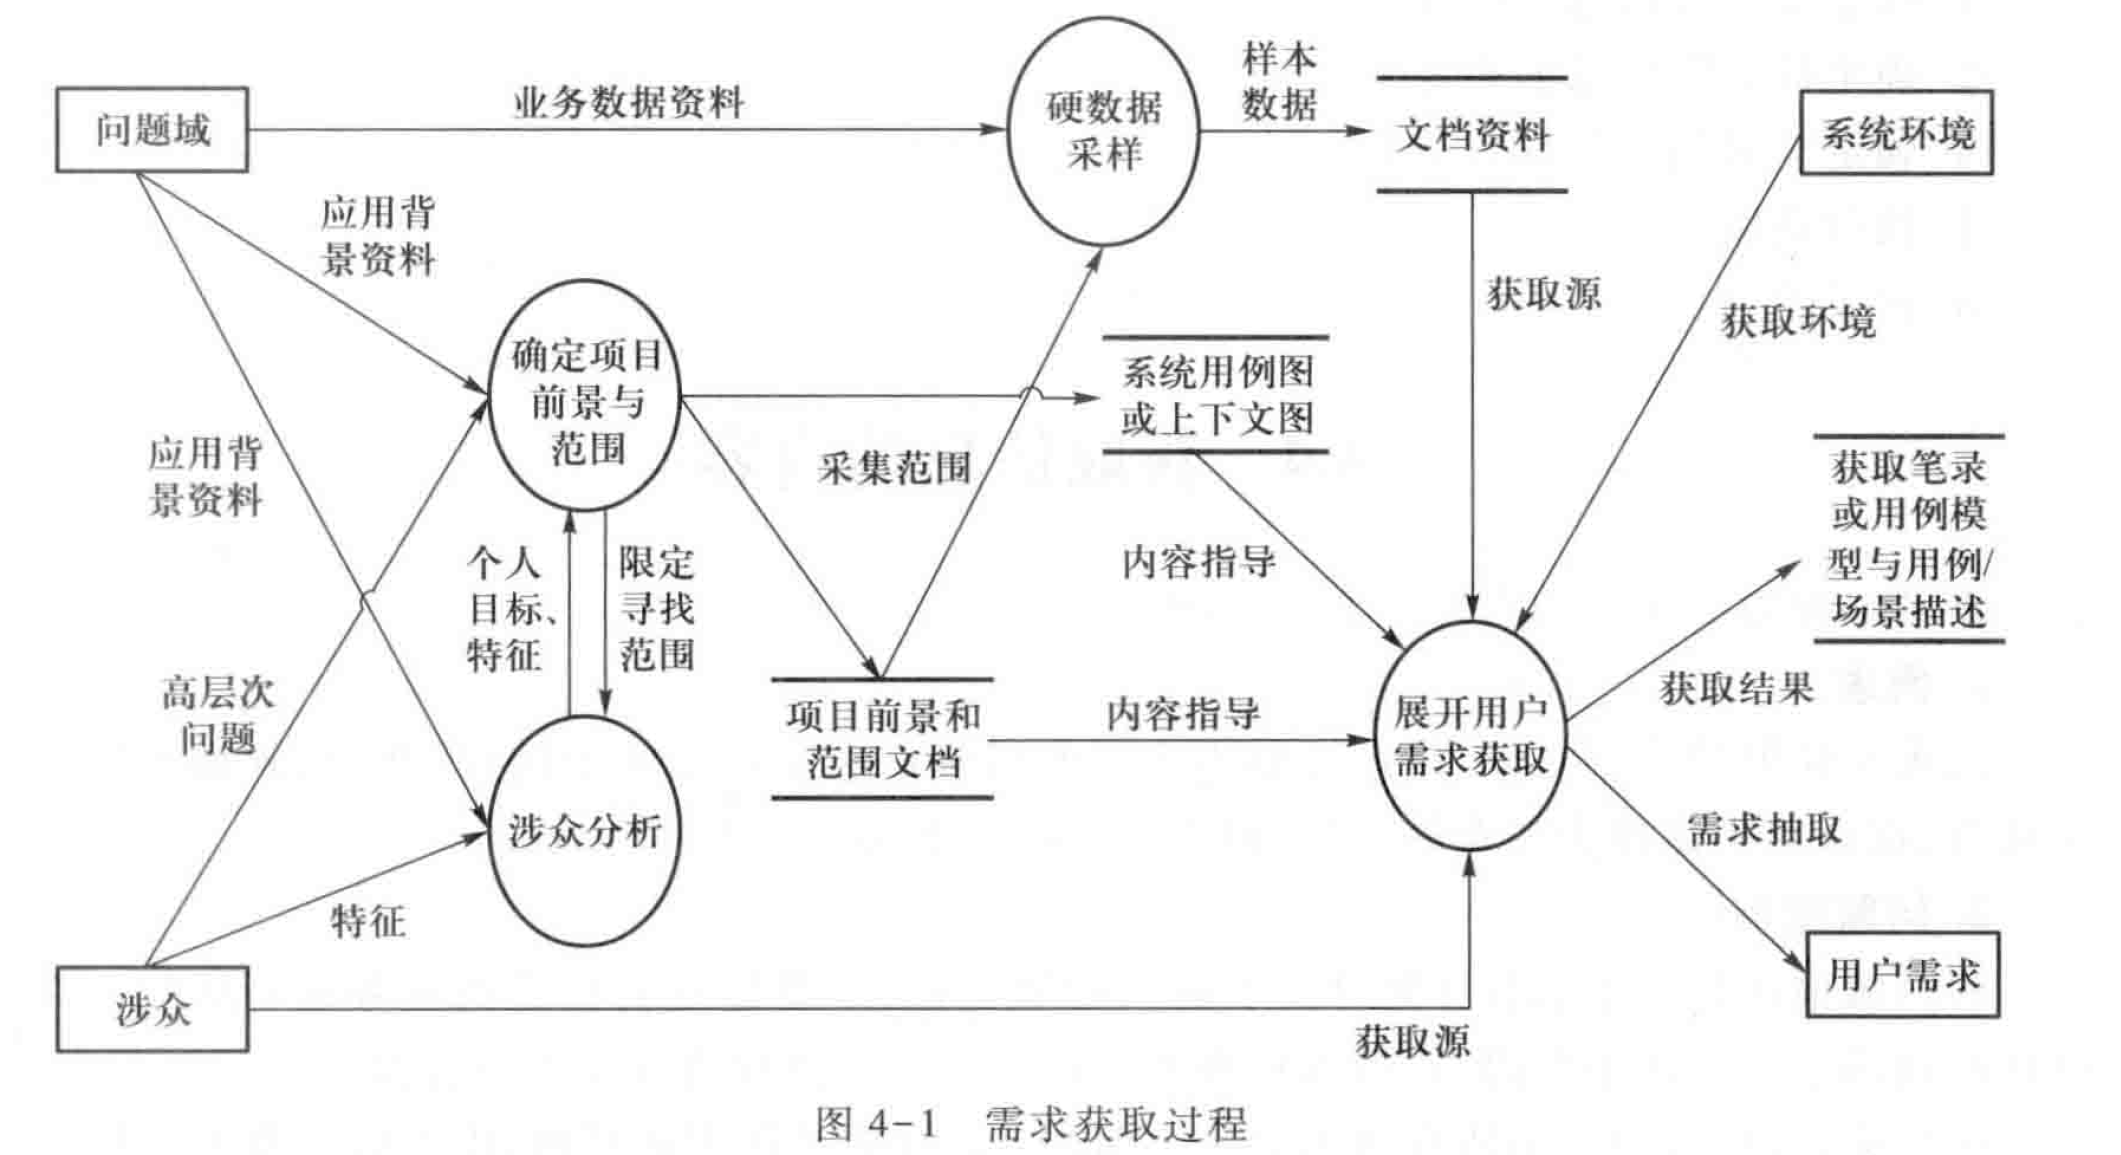 业务数据资料
样本
数据
问题域
硬数据
采样
文档资料
系统环境
应用背
景资料
获取源
获取环境
确定项目
前景与
范围
系统用例图
或上下文图
应用背
景资料
采集范围
获取笔录
或用例模
型与用例/
场景描述
个人
目标、
特征
限定
寻找
范围
内容指导
高层次
问题
项目前景和
范围文档
内容指导
展开用户
需求获取
获取结果
涉众分析
需求抽取
特征
用户需求
涉众
获取源
图 4-1 需求获取过程